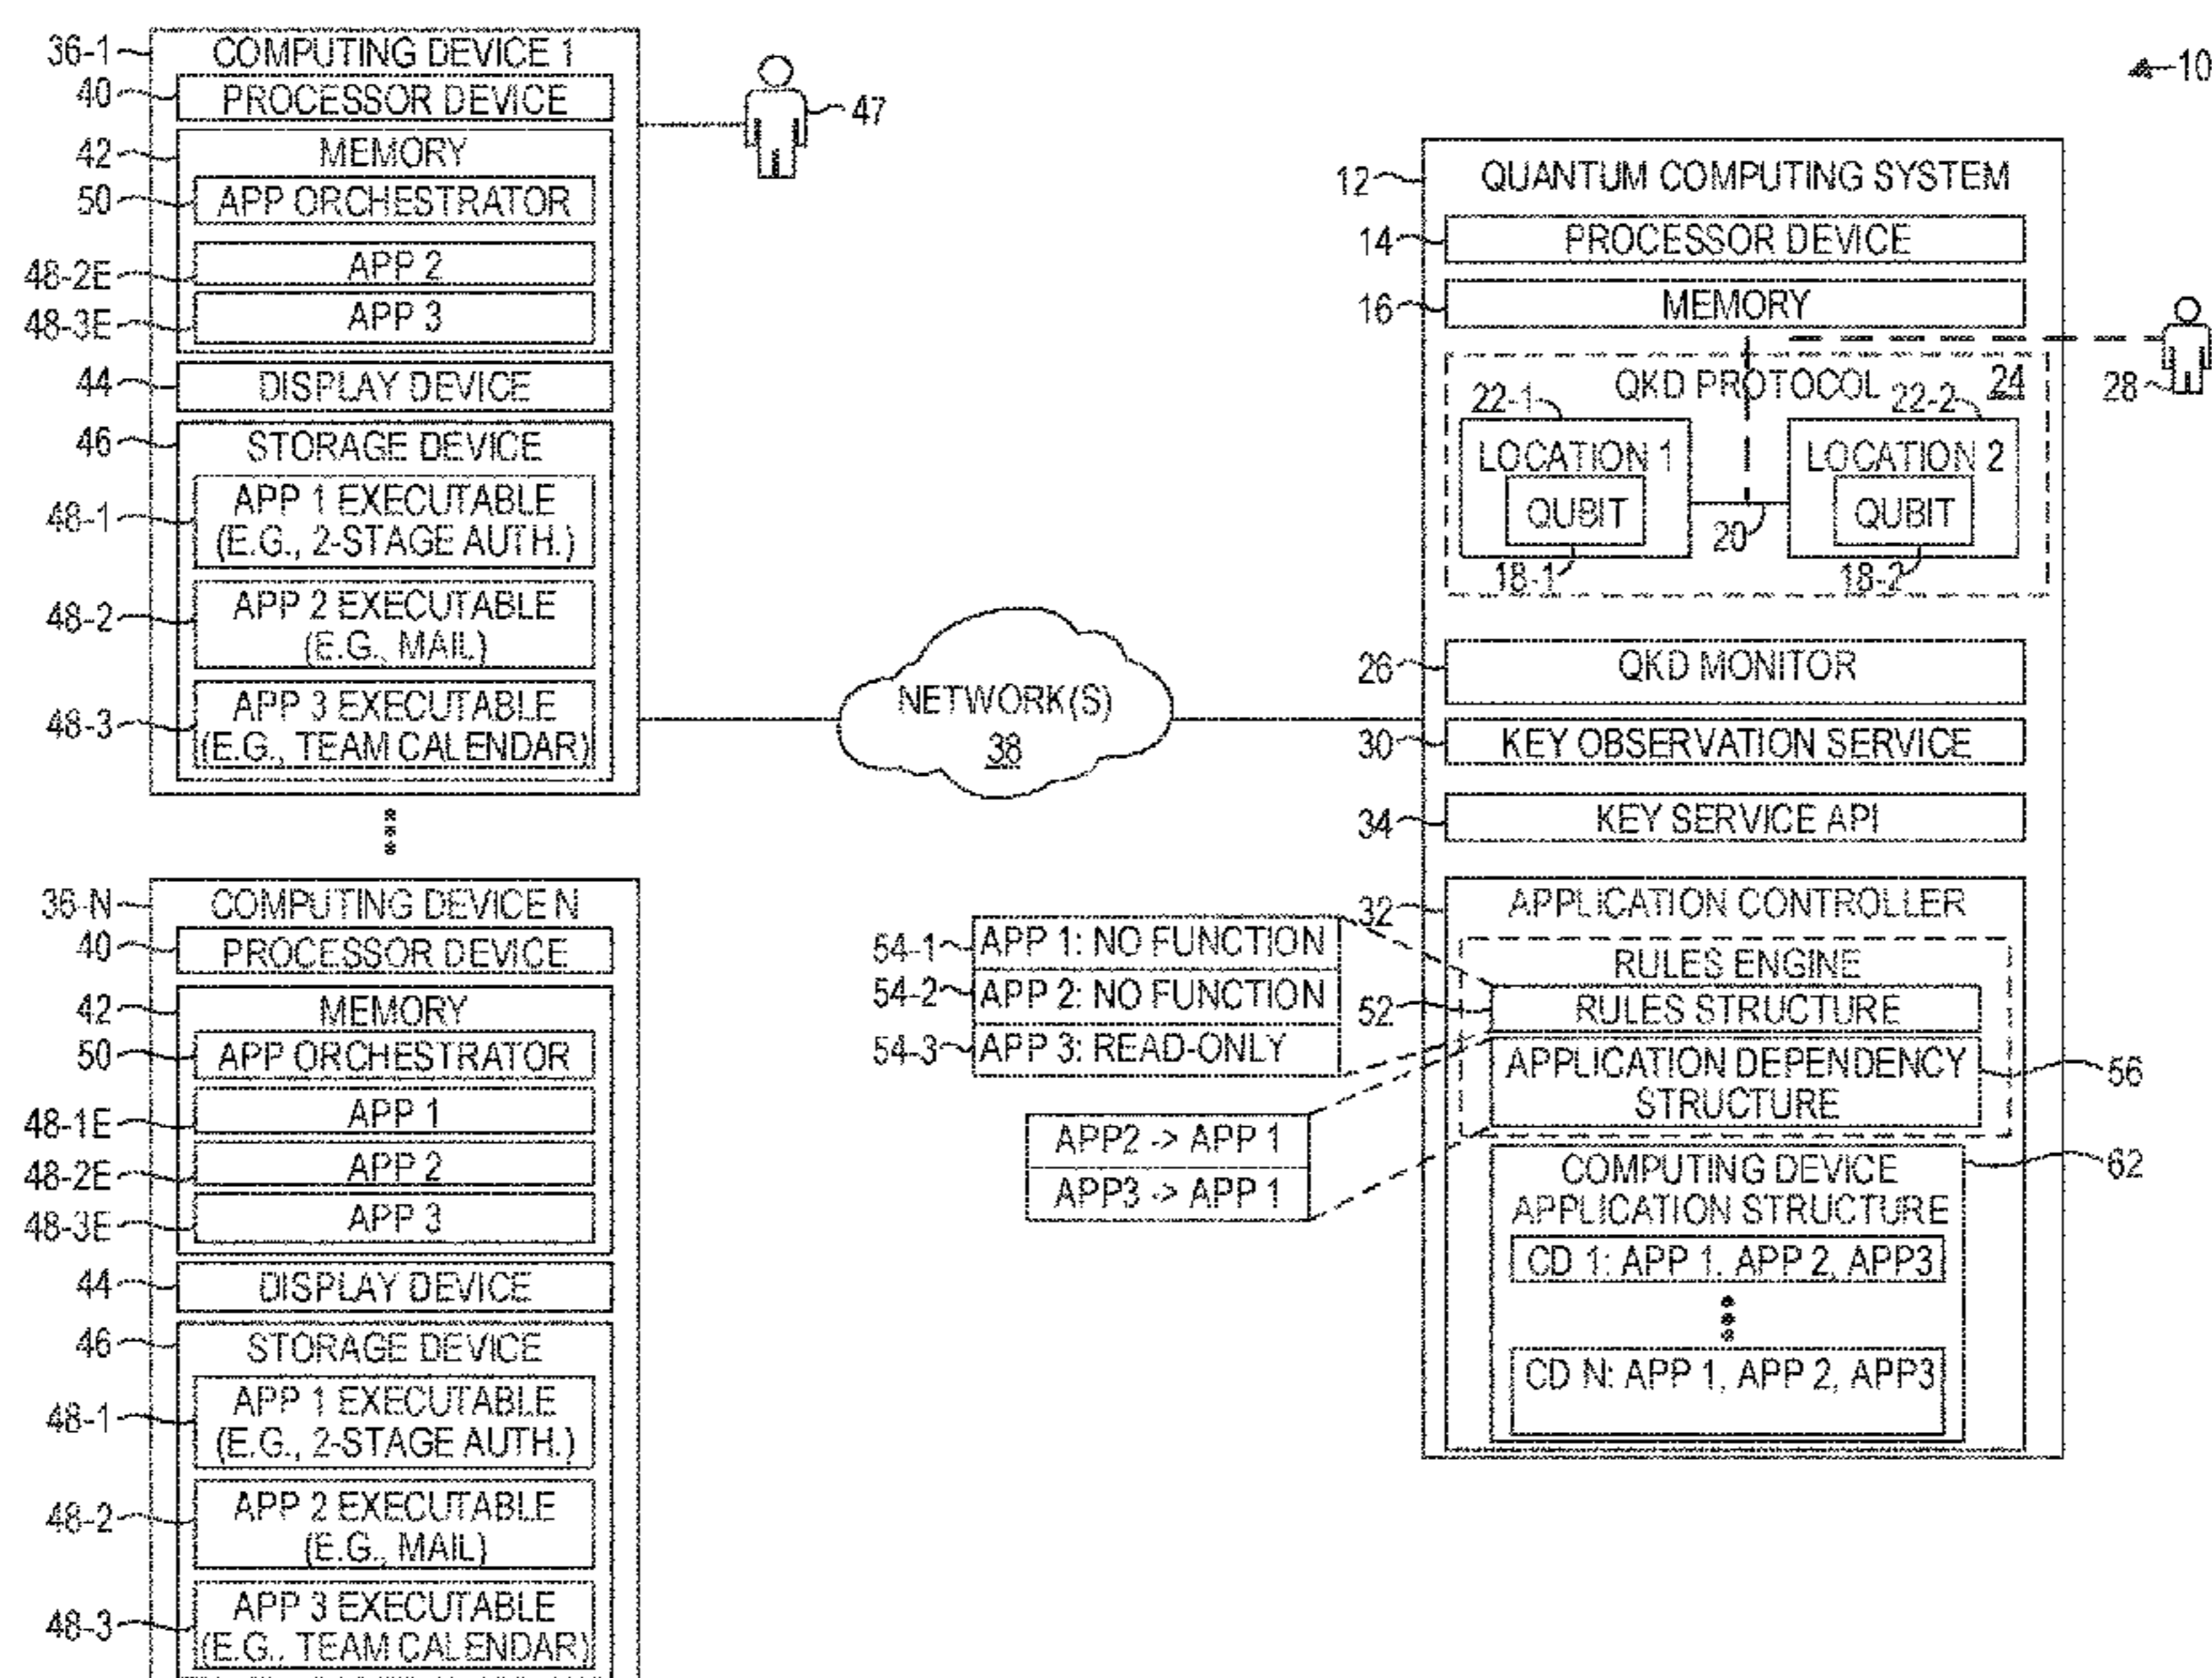 10
36-1
COMPUTING DEVICE 1
40
PROCESSOR DEVICE
42
MEMORY
50
APP ORCHESTRATOR
48-2E
APP 2
48-3E
APP 3
44
DISPLAY DEVICE
46
STORAGE DEVICE
48-1
APP 1 EXECUTABLE
(E.G., 2-STAGE AUTH.)
48-2
APP 2 EXECUTABLE
(E.G., MAIL)
48-3
APP 3 EXECUTABLE
(E.G., TEAM CALENDAR)
47
36-N
COMPUTING DEVICE N
40
PROCESSOR DEVICE
42
MEMORY
50
APP ORCHESTRATOR
48-1E
APP 1
48-2E
APP 2
48-3E
APP 3
44
DISPLAY DEVICE
46
STORAGE DEVICE
48-1
APP 1 EXECUTABLE
(E.G., 2-STAGE AUTH.)
48-2
APP 2 EXECUTABLE
(E.G., MAIL)
48-3
APP 3 EXECUTABLE
(E.G., TEAM CALENDAR)
NETWORK(S)
38
12
QUANTUM COMPUTING SYSTEM
14
PROCESSOR DEVICE
16
MEMORY
28
QKD PROTOCOL
24
22-1
22-2
LOCATION 1
QUBIT
18-1
20
LOCATION 2
QUBIT
18-2
26
QKD MONITOR
30
KEY OBSERVATION SERVICE
34
KEY SERVICE API
32
APPLICATION CONTROLLER
RULES ENGINE
52
RULES STRUCTURE
APPLICATION DEPENDENCY
STRUCTURE
56
54-1
APP 1: NO FUNCTION
54-2
APP 2: NO FUNCTION
54-3
APP 3: READ-ONLY
APP2 -> APP 1
APP3 -> APP 1
COMPUTING DEVICE
APPLICATION STRUCTURE
62
CD 1: APP 1. APP 2, APP3
CD N: APP 1, APP 2, APP3